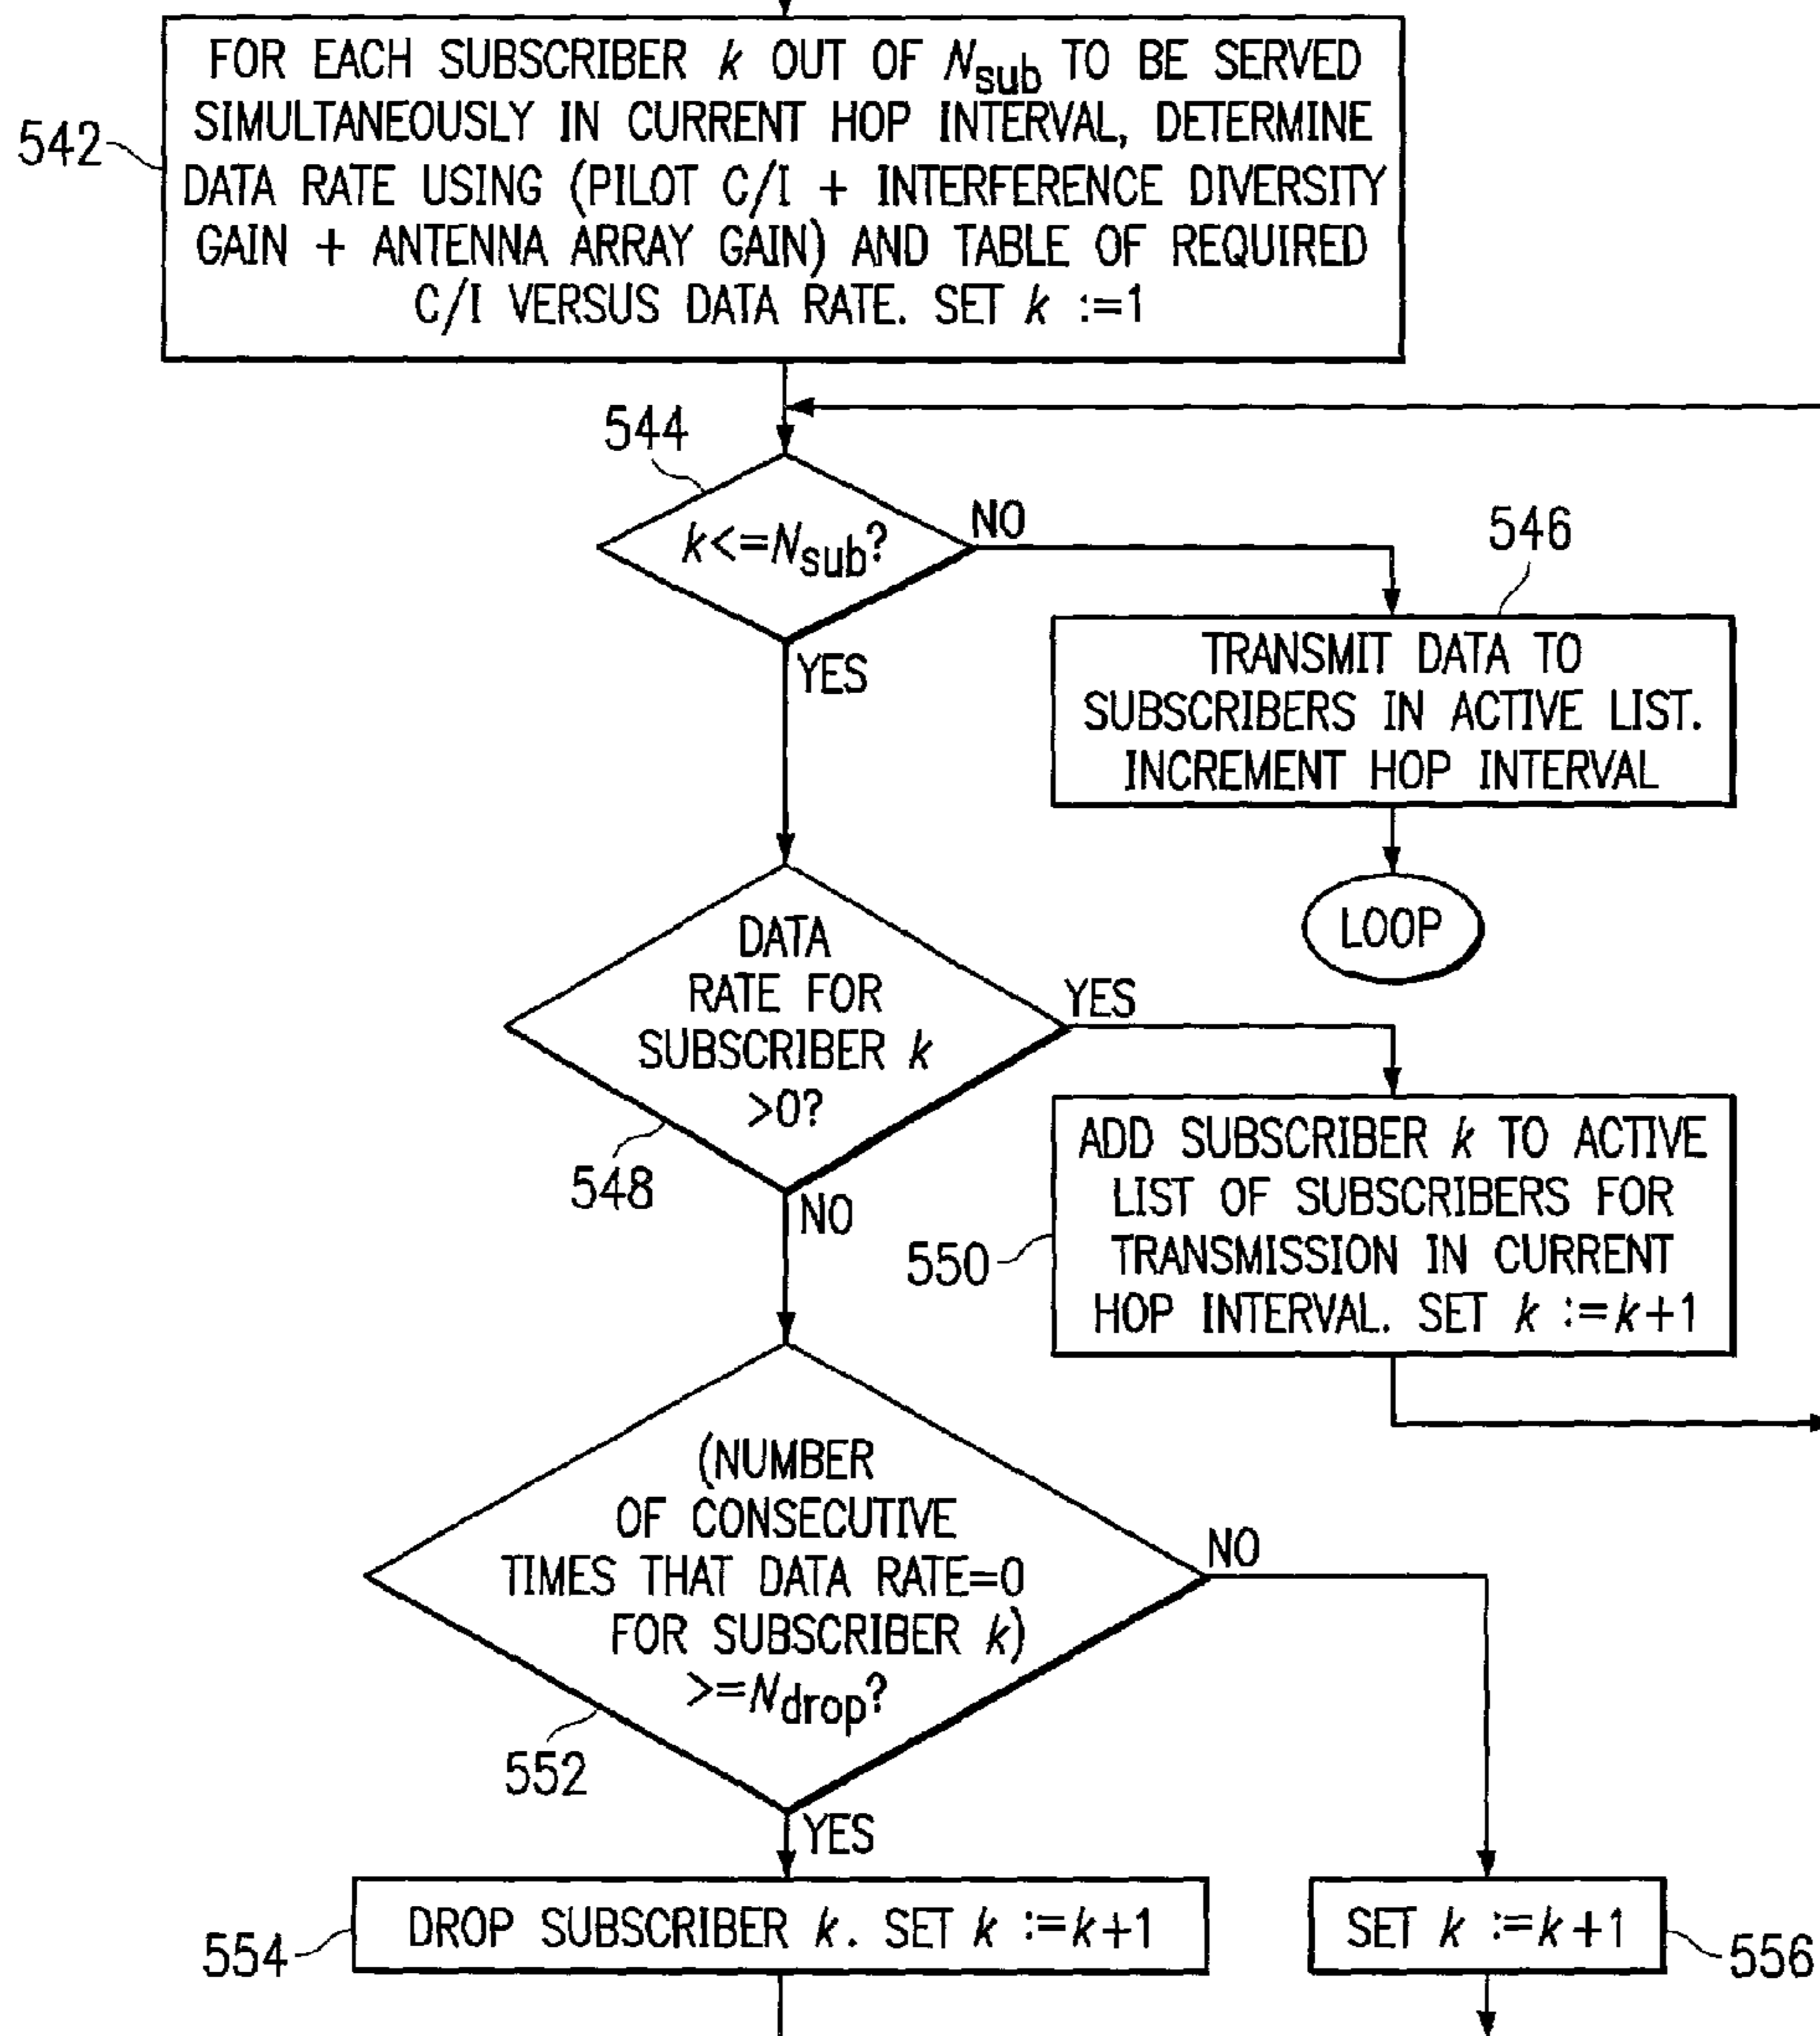 FOR EACH SUBSCRIBER k OUT OF Nsub TO BE SERVED
SIMULTANEOUSLY IN CURRENT HOP INTERVAL, DETERMINE
DATA RATE USING (PILOT C/I + INTERFERENCE DIVERSITY
GAIN + ANTENNA ARRAY GAIN) AND TABLE OF REQUIRED
C/I VERSUS DATA RATE. SET k :=1
542
544
k<=Nsub?
NO
YES
546
TRANSMIT DATA TO
SUBSCRIBERS IN ACTIVE LIST.
INCREMENT HOP INTERVAL
LOOP
DATA
RATE FOR
SUBSCRIBER k
>0?
YES
548
NO
ADD SUBSCRIBER k TO ACTIVE
LIST OF SUBSCRIBERS FOR
TRANSMISSION IN CURRENT
HOP INTERVAL. SET k :=k+1
550
(NUMBER
OF CONSECUTIVE
TIMES THAT DATA RATE=0
FOR SUBSCRIBER k)
>=Ndrop?
NO
552
YES
DROP SUBSCRIBER k. SET k :=k+1
554
SET k :=k+1
556